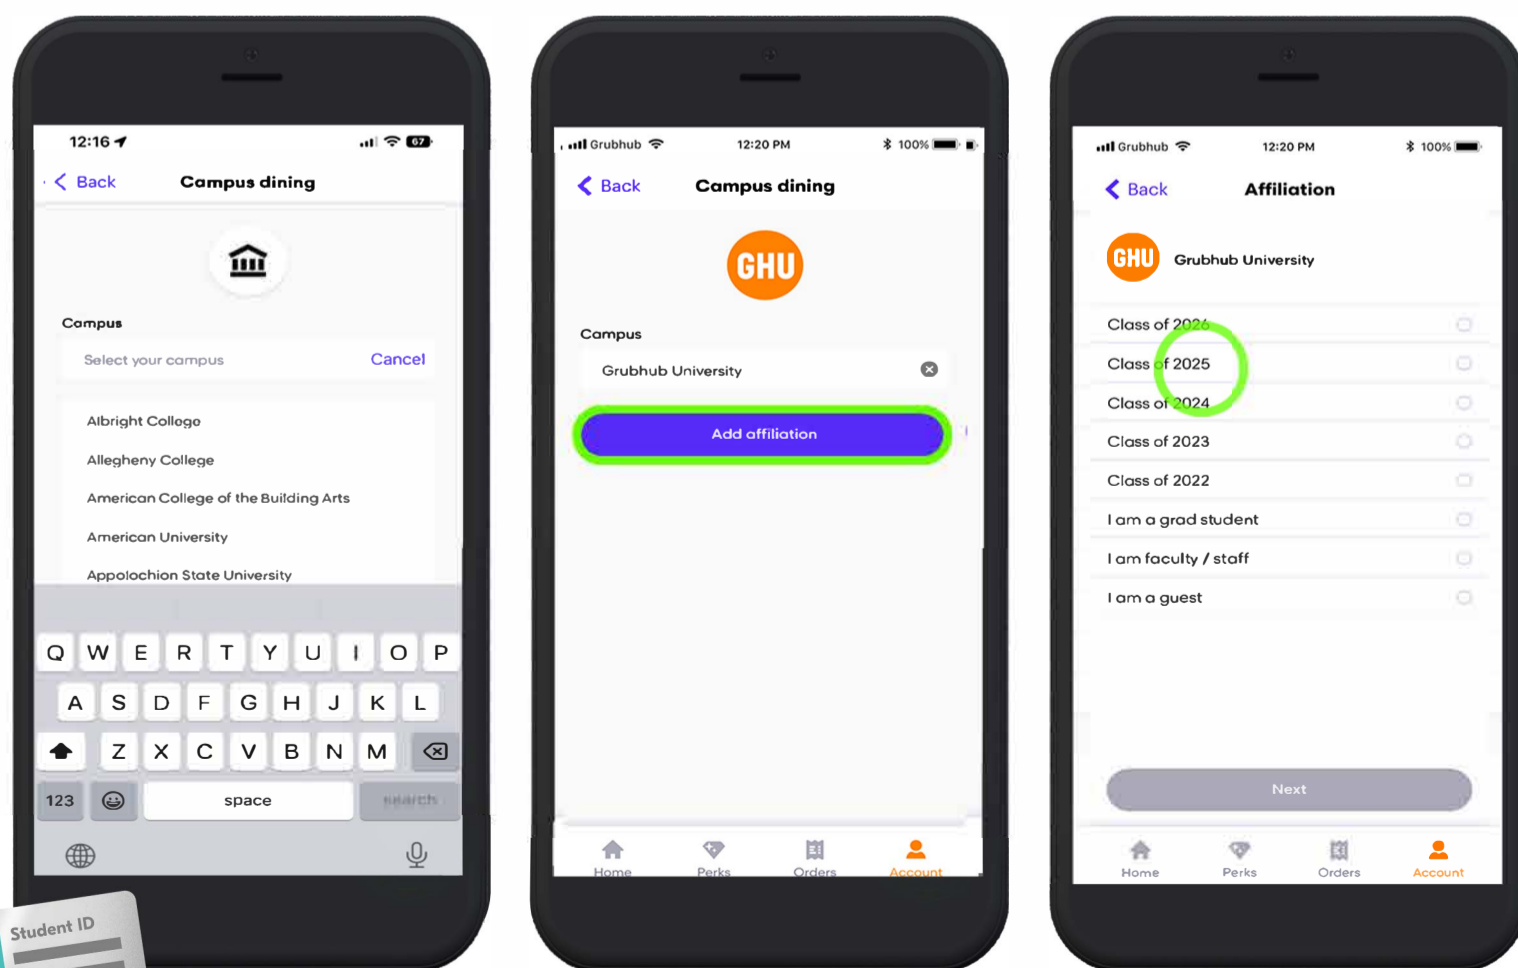 12:16
67
Back
Campus dining
Campus
Select your campus
Cancel
Albright College
Allegheny College
American College of the Building Arts
American University
Appolochion State University
Q W E R T Y U I O P
A S D F G H J K L
Z X C V B N M
123
space
search
Student ID
Grubhub
12:20 PM
100%
Back
Campus dining
GHU
Campus
Grubhub University
Add affiliation
Home
Perks
Orders
Account
Grubhub
12:20 PM
100%
Back
Affiliation
GHU
Grubhub University
Class of 2026
Class of 2025
Class of 2024
Class of 2023
Class of 2022
I am a grad student
I am faculty / staff
I am a guest
Next
Home
Perks
Orders
Account